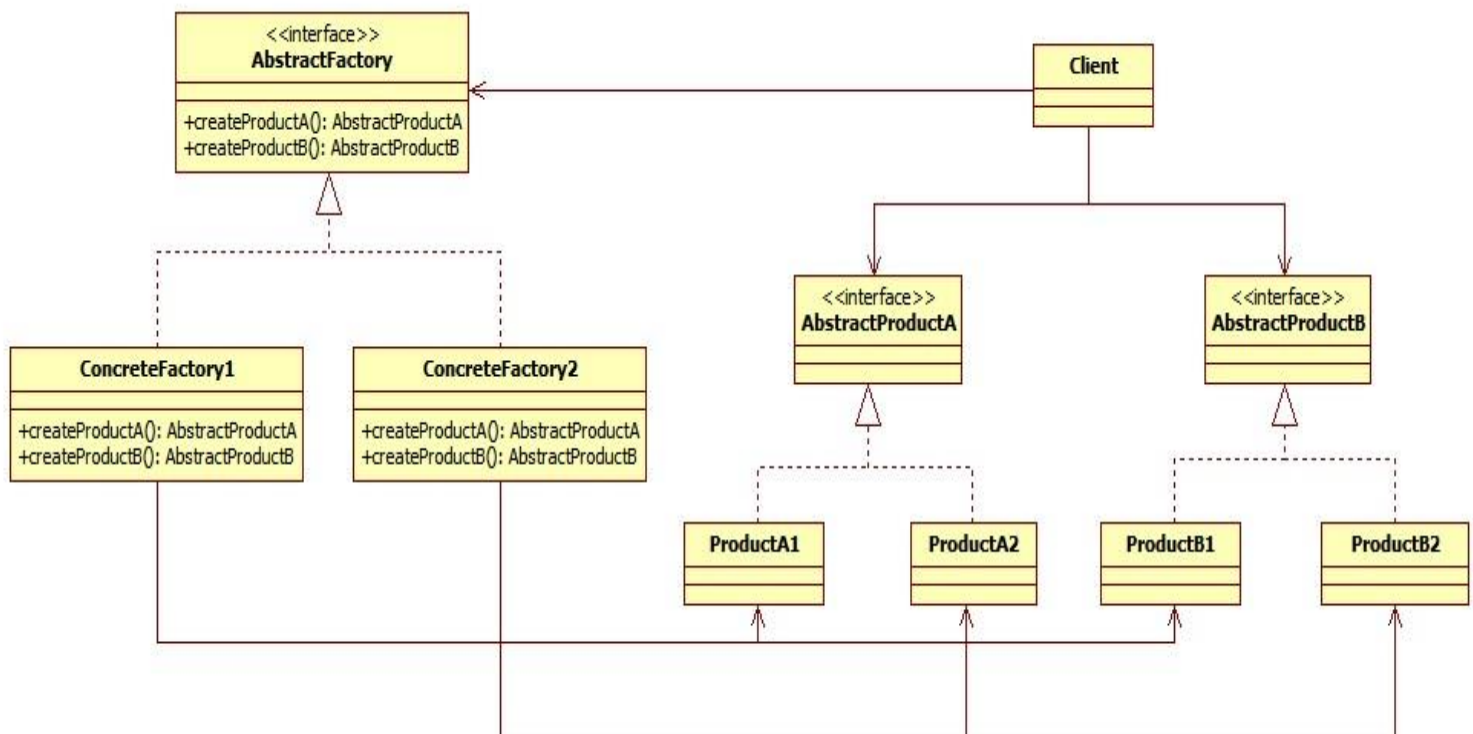 <<interface>>
AbstractFactory
+createProductA(): AbstractProductA
+createProductB(): AbstractProductB
Client
<<interface>>
AbstractProductA
<<interface>>
AbstractProductB
ConcreteFactory1
+createProductA(): AbstractProductA
+createProductB(): AbstractProductB
ConcreteFactory2
+createProductA(): AbstractProductA
+createProductB(): AbstractProductB
ProductA1
ProductA2
ProductB1
ProductB2